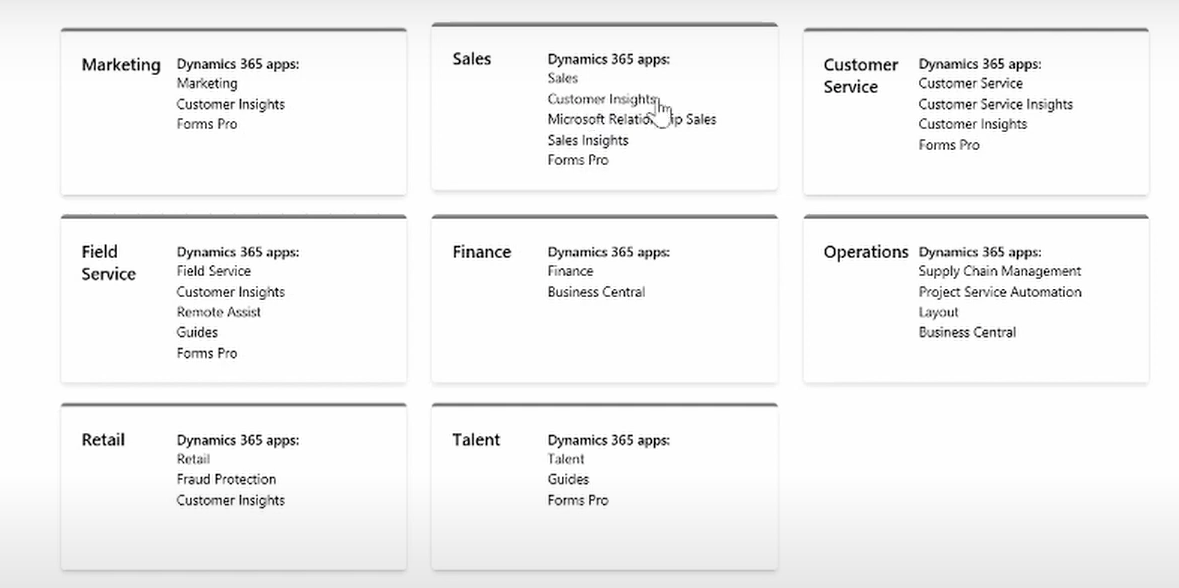 Marketing
Dynamics 365 apps:
Marketing
Customer Insights
Forms Pro
Sales
Dynamics 365 apps:
Sales
Customer Insights
Microsoft Relationship Sales
Sales Insights
Forms Pro
Customer
Service
Dynamics 365 apps:
Customer Service
Customer Service Insights
Customer Insights
Forms Pro
Field
Service
Dynamics 365 apps:
Field Service
Customer Insights
Remote Assist
Guides
Forms Pro
Finance
Dynamics 365 apps:
Finance
Business Central
Operations
Dynamics 365 apps:
Supply Chain Management
Project Service Automation
Layout
Business Central
Retail
Dynamics 365 apps:
Retail
Fraud Protection
Customer Insights
Talent
Dynamics 365 apps:
Talent
Guides
Forms Pro